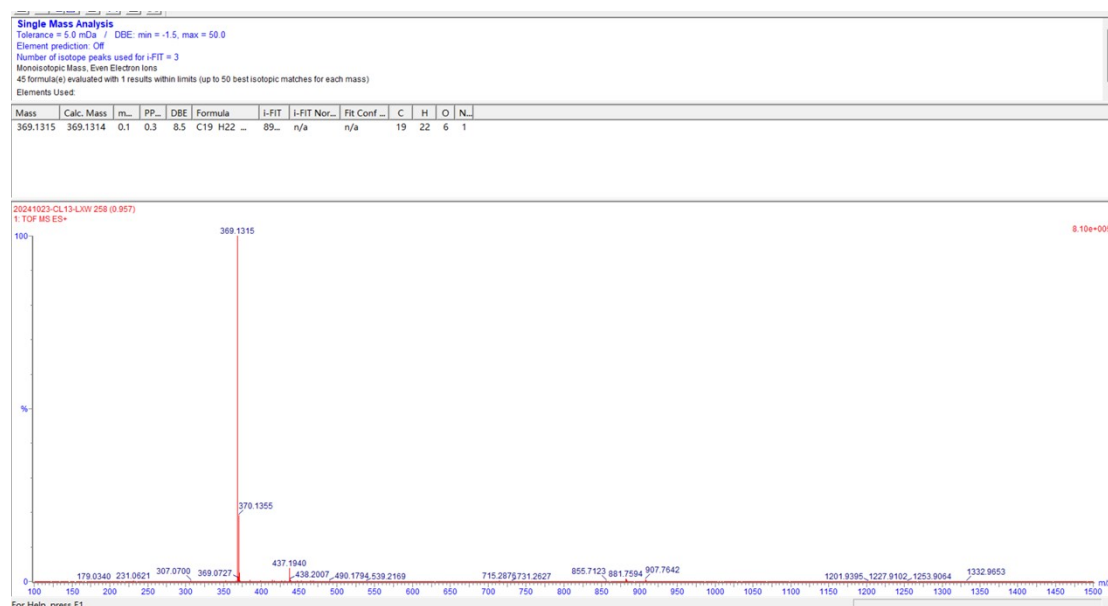 Single Mass Analysis
Tolerance = 5.0 mDa / DBE: min = -1.5, max = 50.0
Element prediction: Off
Number of isotope peaks used for i-FIT = 3
Monoisotopic Mass, Even Electron Ions
45 formula(e) evaluated with 1 results within limits (up to 50 best isotopic matches for each mass)
Elements Used:
Mass Calc. Mass m... PP... DBE Formula i-FIT i-FIT Nor... Fit Conf ... C H O N...
369.1315 369.1314 0.1 0.3 8.5 C19 H22 ... 89... n/a n/a 19 22 6 1
20241023-CL13-LXW 258 (0.957)
1: TOF MS ES+
8.10e+005
100
369.1315
%
370.1355
437.1940
179.0340 231.0621 307.0700 369.0727 438.2007 490.1794 539.2169 715.2876 731.2627 855.7123 881.7594 907.7642 1201.9395 1227.9102 1253.9064 1332.9653
0
100 150 200 250 300 350 400 450 500 550 600 650 700 750 800 850 900 950 1000 1050 1100 1150 1200 1250 1300 1350 1400 1450 1500
For Help, press F1